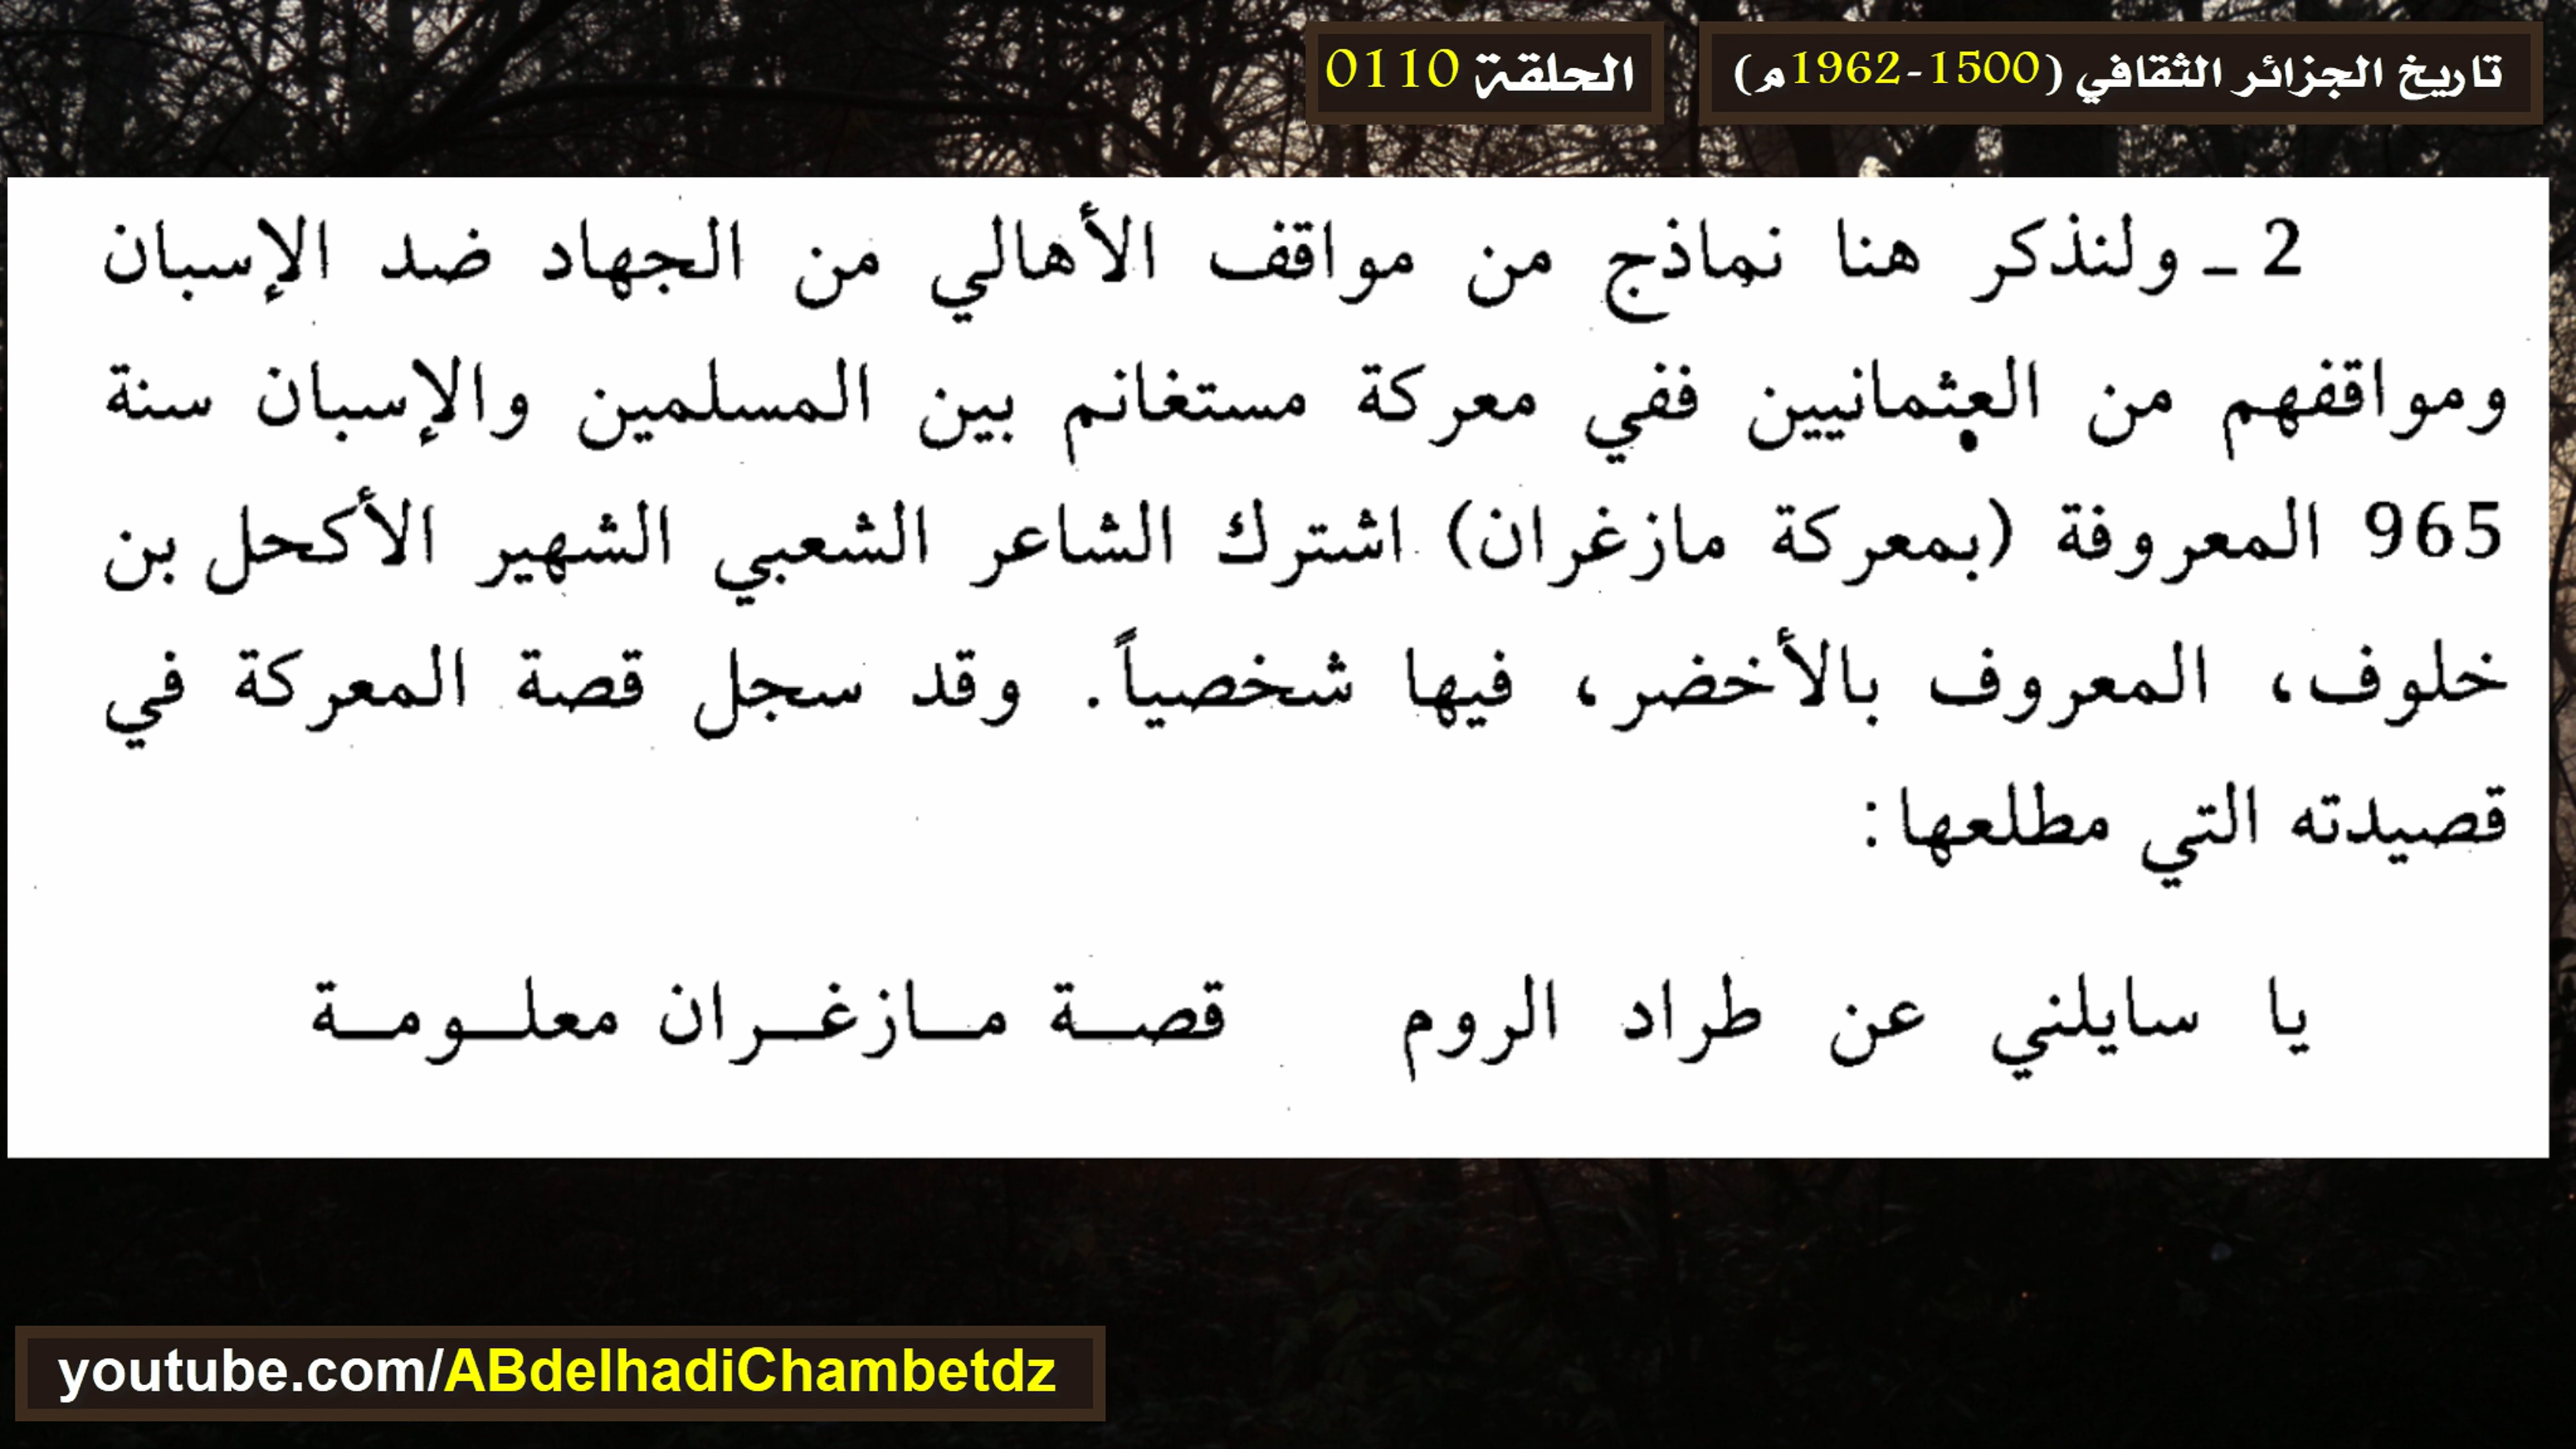 تاريخ الجزائر الثقافي (1500-1962م)
الحلقة 0110
2 ـ ولنذكر هنا نماذج من مواقف الأهالي من الجهاد ضد الإسبان
ومواقفهم من العثمانيين ففي معركة مستغانم بين المسلمين والإسبان سنة
965 المعروفة (بمعركة مازغران) اشترك الشاعر الشعبي الشهير الأكحل بن
خلوف، المعروف بالأخضر، فيها شخصياً. وقد سجل قصة المعركة في
قصيدته التي مطلعها:
يا سايلني عن طراد الروم قصة مازغران معلومة
youtube.com/ABdelhadiChambetdz